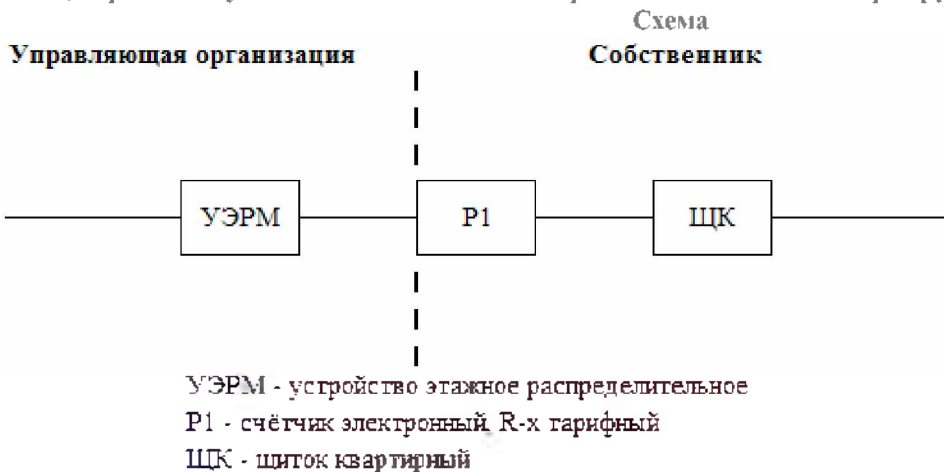 Схема
Управляющая организация Собственник
УЭРМ Р1 ЩК
УЭРМ - устройство этажное распределительное
Р1 - счётчик электронный, R-х тарифный
ЩК - щиток квартирный